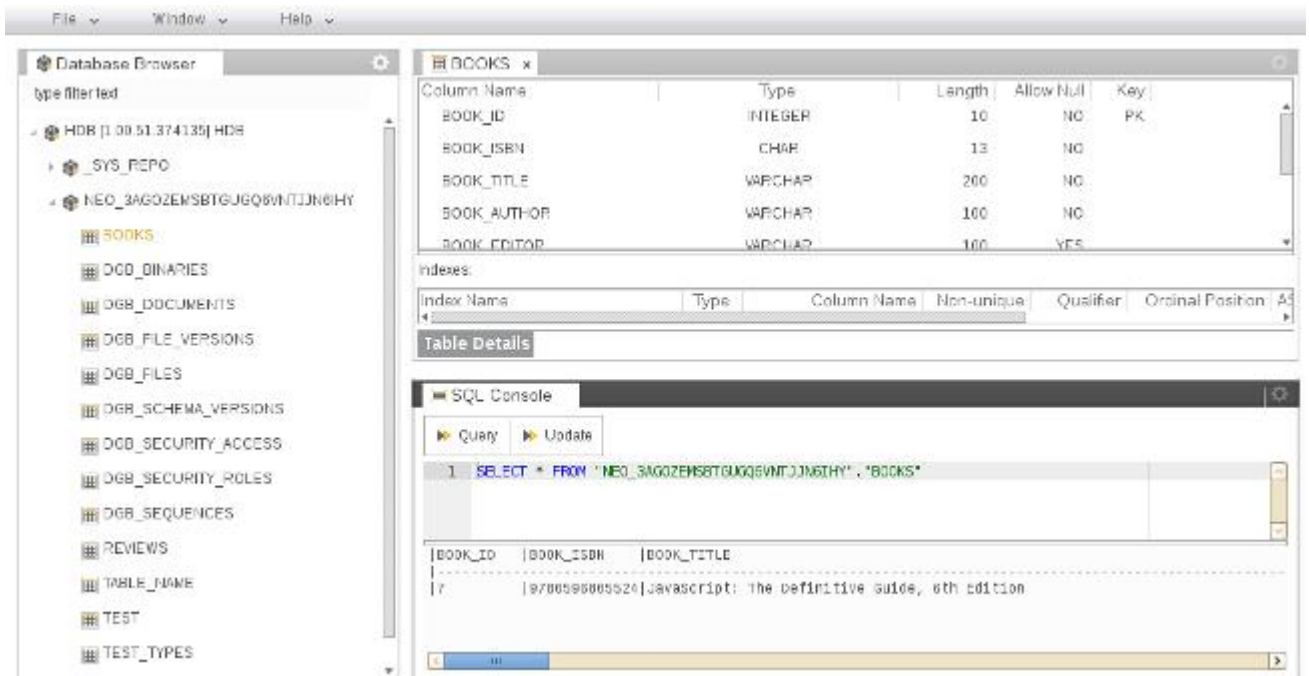 File Window Help
Database Browser
type filter text
HDB [1.00.51.374135] HDB
_SYS_REPO
NEO_3AGOZEMSBTGUGQ6VNTJJN6IHY
BOOKS
DGB_BINARIES
DGB_DOCUMENTS
DGB_FILE_VERSIONS
DGB_FILES
DGB_SCHEMA_VERSIONS
DGB_SECURITY_ACCESS
DGB_SECURITY_ROLES
DGB_SEQUENCES
REVIEWS
TABLE_NAME
TEST
TEST_TYPES
BOOKS x
Column Name Type Length Allow Null Key
BOOK_ID INTEGER 10 NO PK
BOOK_ISBN CHAR 13 NO
BOOK_TITLE VARCHAR 200 NO
BOOK_AUTHOR VARCHAR 100 NO
BOOK_EDITOR VARCHAR 100 YES
Indexes:
Index Name Type Column Name Non-unique Qualifier Ordinal Position
Table Details
SQL Console
Query Update
1 SELECT * FROM "NEO_3AGOZEMSBTGUGQ6VNTJJN6IHY"."BOOKS"
|BOOK_ID |BOOK_ISBN |BOOK_TITLE
|7 |9780596805524|JavaScript: The Definitive Guide, 6th Edition